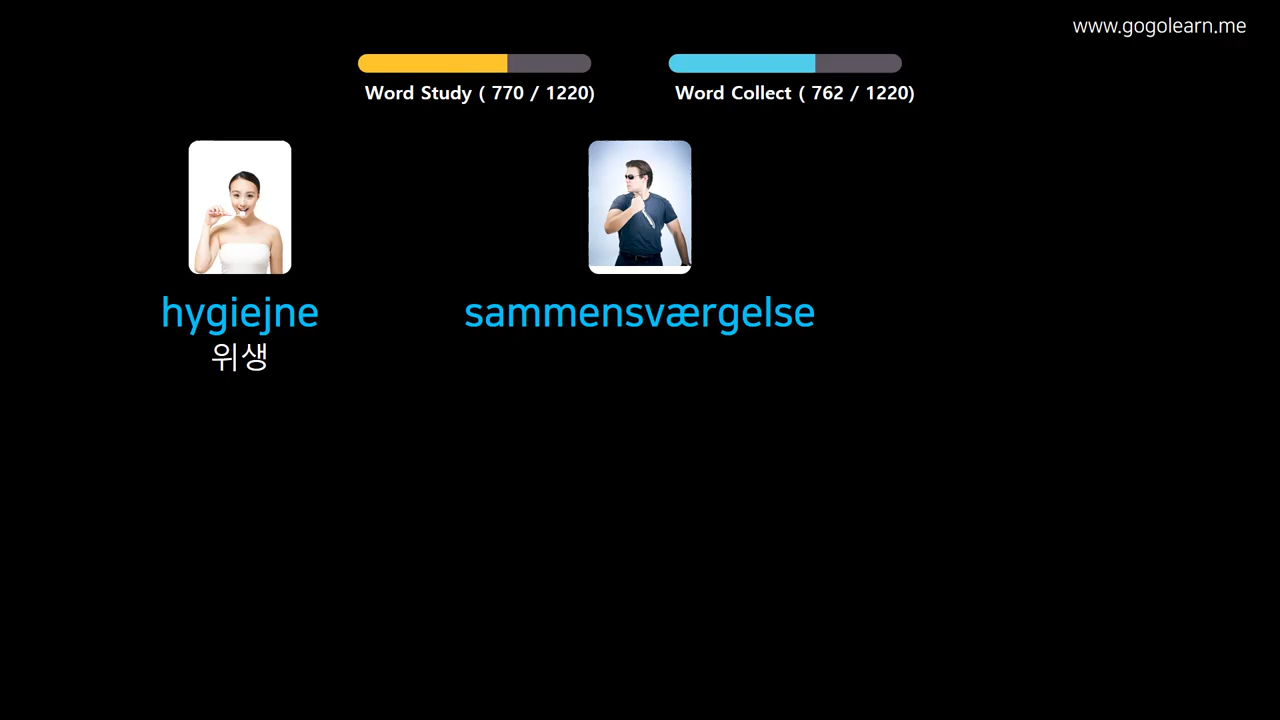 www.gogolearn.me
Word Study ( 770 / 1220)
Word Collect ( 762 / 1220)
hygiejne
위생
sammensværgelse